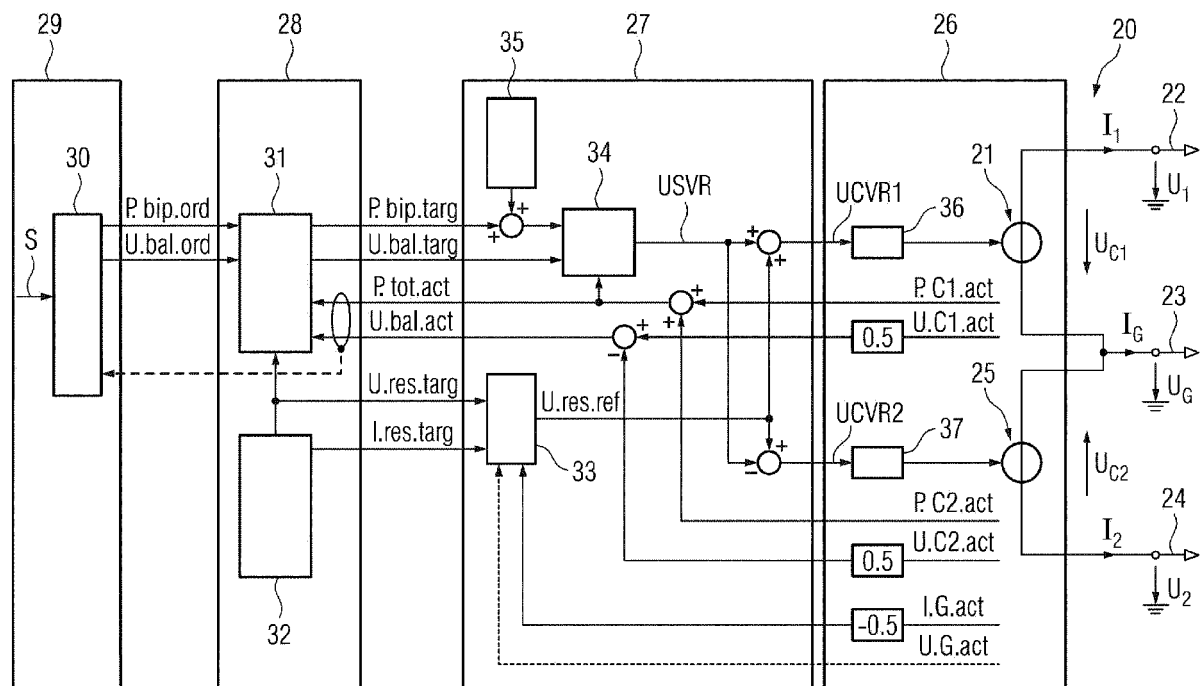 29
28
35
27
26
20
30
31
34
21
22
I1
U1
S
P. bip.ord
U.bal.ord
P. bip.targ
U.bal.targ
+
+
USVR
+
+
UCVR1
36
UC1
P. tot.act
U.bal.act
+
+
P. C1.act
+
−
0.5
U.C1.act
IG
23
UG
U.res.targ
I.res.targ
U.res.ref
33
25
+
−
UCVR2
37
UC2
P. C2.act
0.5
U.C2.act
I2
24
U2
32
-0.5
I.G.act
U.G.act